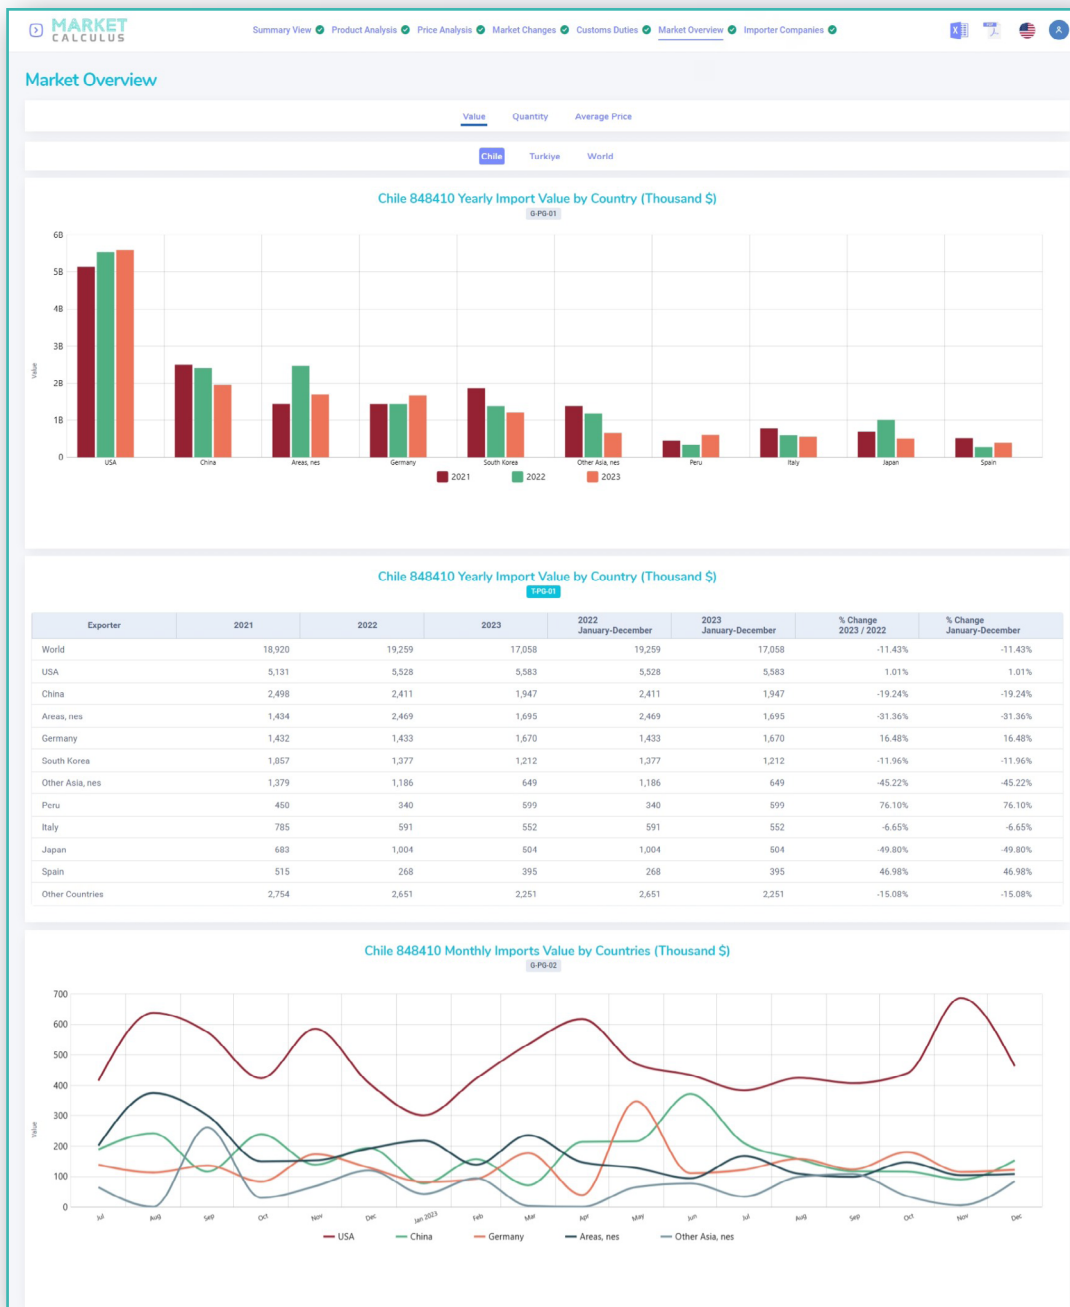 MARKET
CALCULUS
Summary View Product Analysis Price Analysis Market Changes Customs Duties Market Overview Importer Companies
Market Overview
Value Quantity Average Price
Chile Turkiye World
Chile 848410 Yearly Import Value by Country (Thousand $)
G-PG-01
6B
5B
4B
3B
2B
1B
0
Value
USA China Areas, nes Germany South Korea Other Asia, nes Peru Italy Japan Spain
2021 2022 2023
Chile 848410 Yearly Import Value by Country (Thousand $)
T-PG-01
Exporter 2021 2022 2023 2022 January-December 2023 January-December % Change 2023 / 2022 % Change January-December
World 18,920 19,259 17,058 19,259 17,058 -11.43% -11.43%
USA 5,131 5,528 5,583 5,528 5,583 1.01% 1.01%
China 2,498 2,411 1,947 2,411 1,947 -19.24% -19.24%
Areas, nes 1,434 2,469 1,695 2,469 1,695 -31.36% -31.36%
Germany 1,432 1,433 1,670 1,433 1,670 16.48% 16.48%
South Korea 1,857 1,377 1,212 1,377 1,212 -11.96% -11.96%
Other Asia, nes 1,379 1,186 649 1,186 649 -45.22% -45.22%
Peru 450 340 599 340 599 76.10% 76.10%
Italy 785 591 552 591 552 -6.65% -6.65%
Japan 683 1,004 504 1,004 504 -49.80% -49.80%
Spain 515 268 395 268 395 46.98% 46.98%
Other Countries 2,754 2,651 2,251 2,651 2,251 -15.08% -15.08%
Chile 848410 Monthly Imports Value by Countries (Thousand $)
G-PG-02
700
600
500
400
300
200
100
0
Value
Jul Aug Sep Oct Nov Dec Jan 2023 Feb Mar Apr May Jun Jul Aug Sep Oct Nov Dec
USA China Germany Areas, nes Other Asia, nes